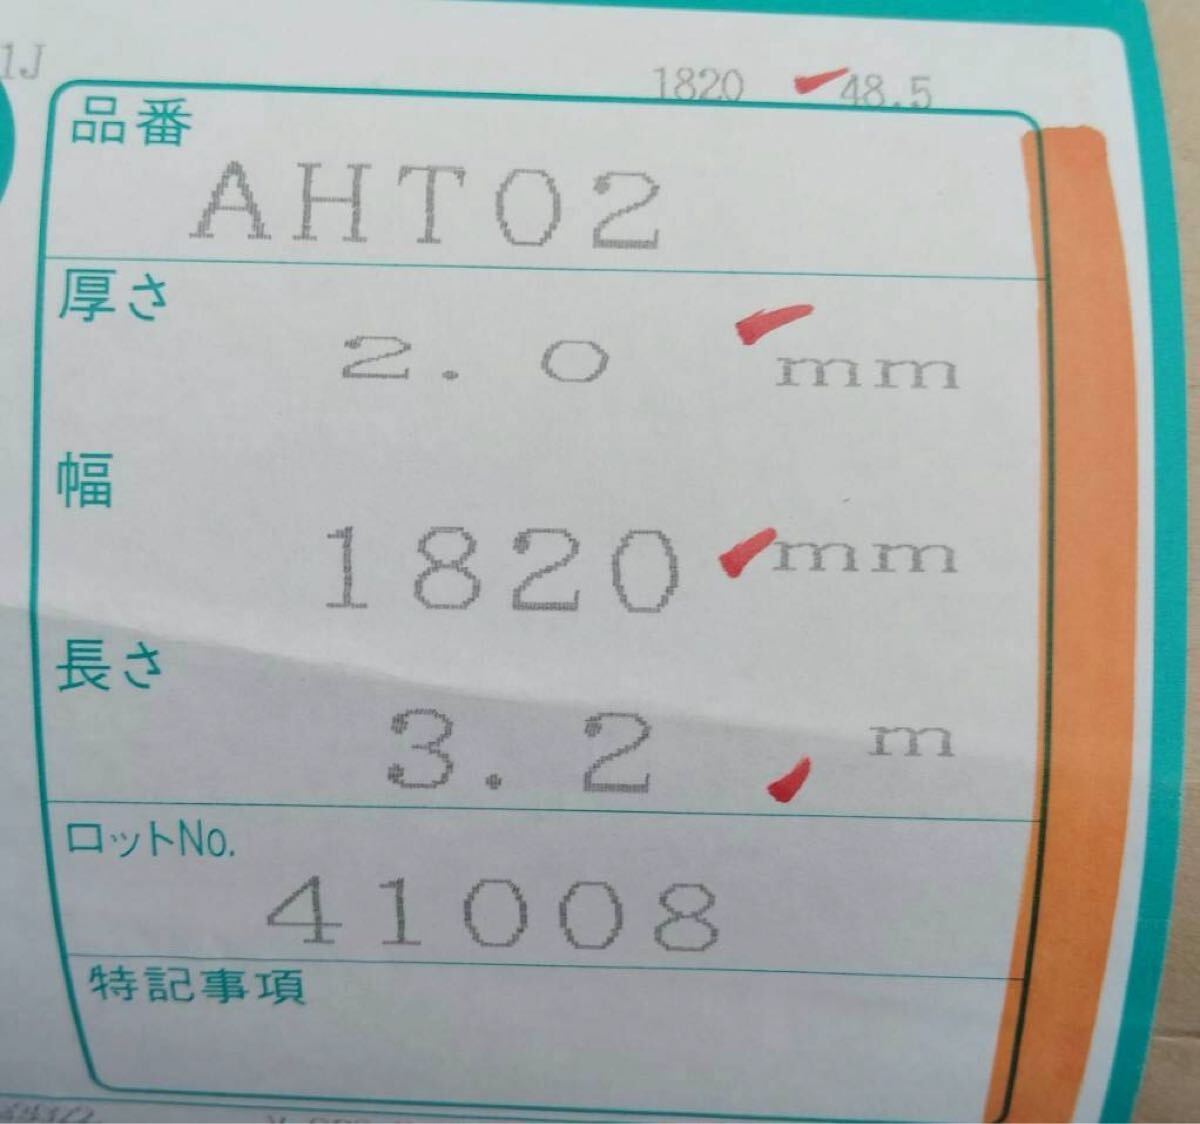 1J
1820 48.5
品番
AHT02
厚さ
2.0 mm
幅
1820 mm
長さ
3.2 m
ロットNo.
41008
特記事項